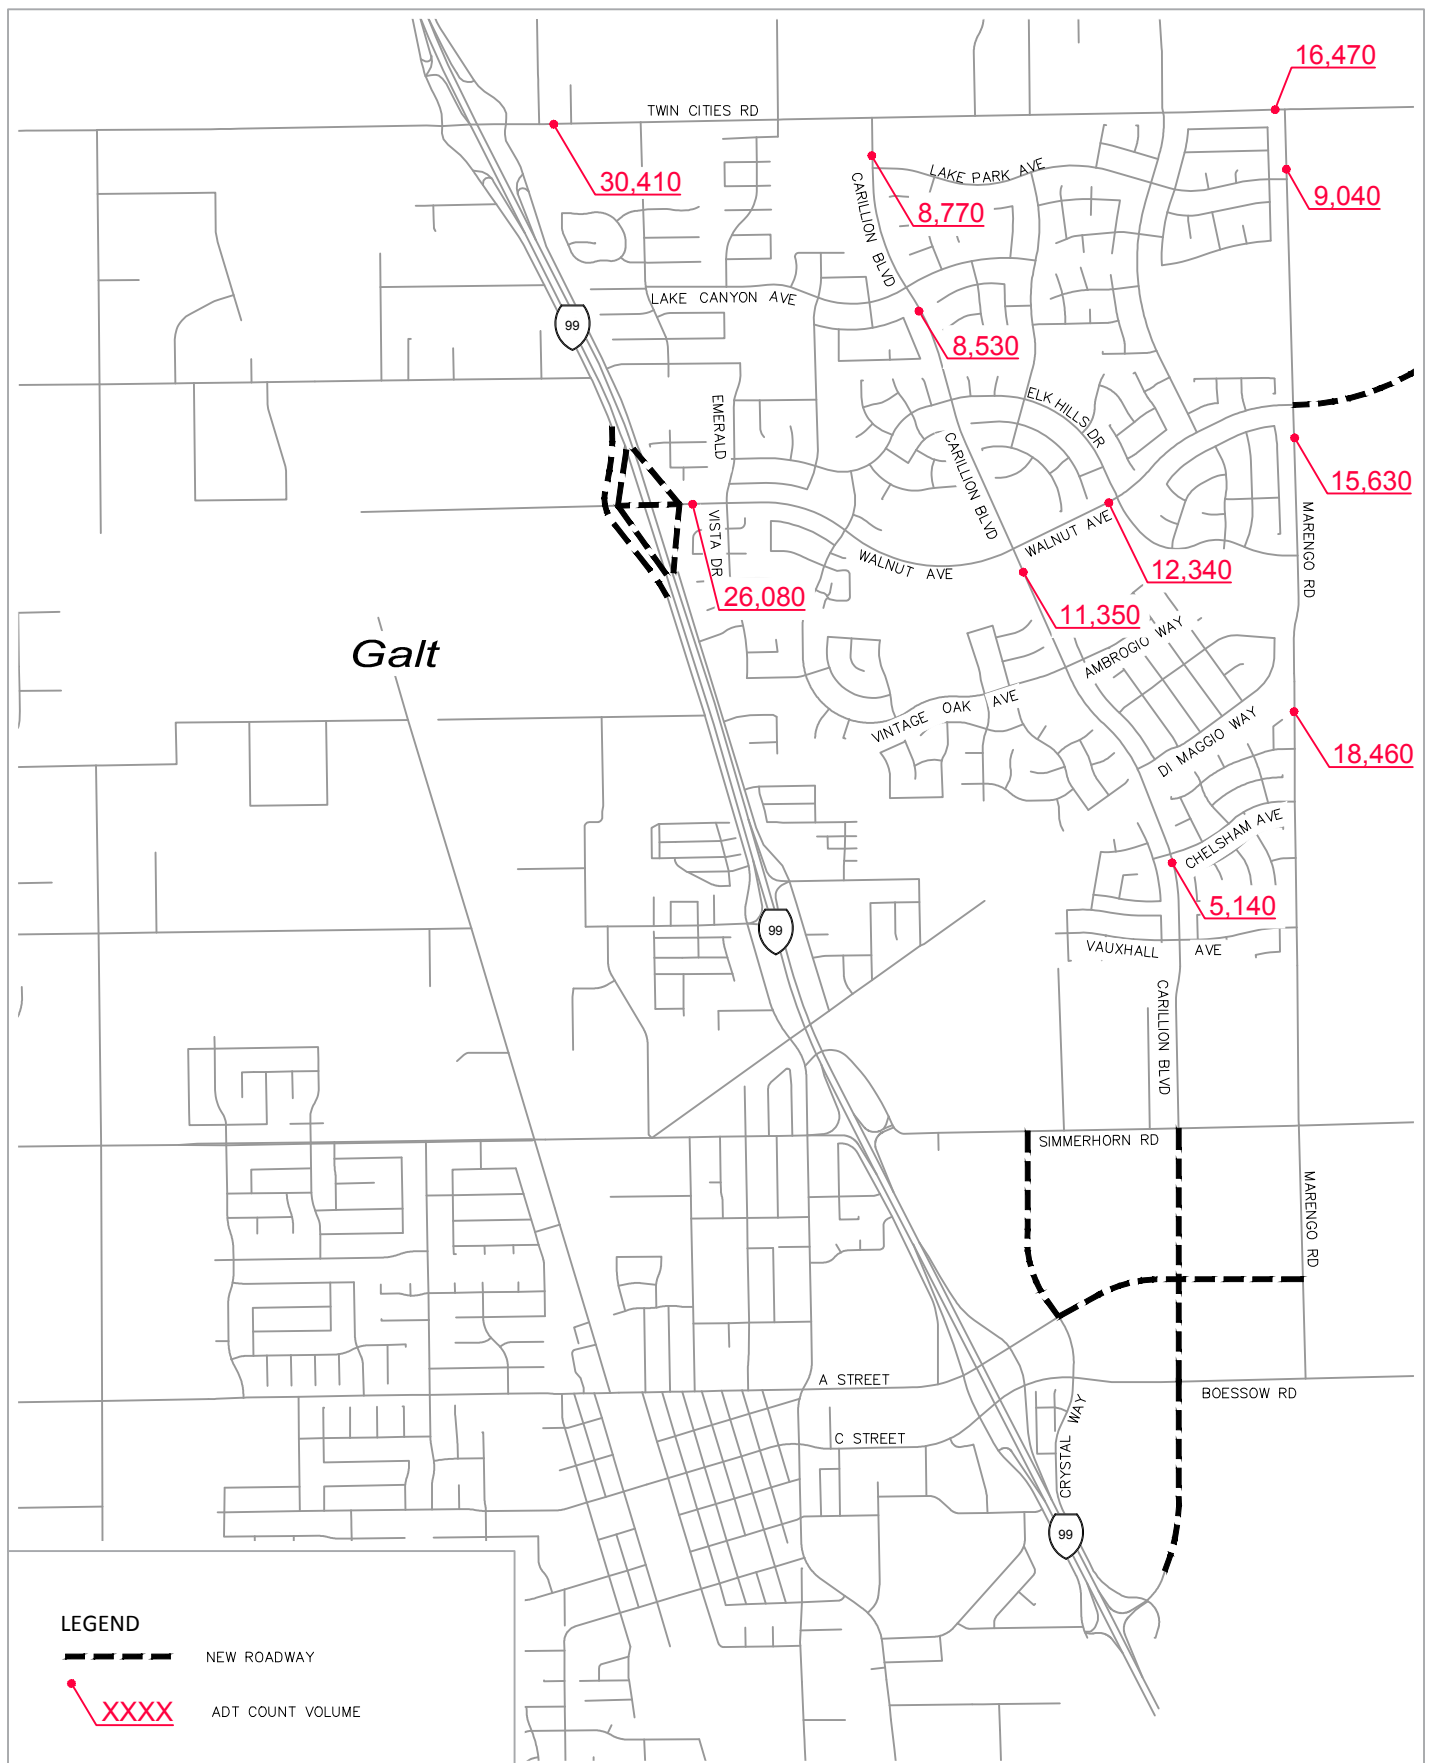 16,470
TWIN CITIES RD
30,410
LAKE PARK AVE
9,040
8,770
CARILLION BLVD
LAKE CANYON AVE
99
8,530
EMERALD
VISTA DR
ELK HILLS DR
CARILLION BLVD
15,630
MARENGO RD
WALNUT AVE
WALNUT AVE
12,340
26,080
11,350
Galt
AMBROGIO WAY
VINTAGE OAK AVE
DI MAGGIO WAY
18,460
CHELSHAM AVE
5,140
99
VAUXHALL AVE
CARILLION BLVD
SIMMERHORN RD
MARENGO RD
A STREET
BOESSOW RD
C STREET
CRYSTAL WAY
99
LEGEND
NEW ROADWAY
XXXX ADT COUNT VOLUME